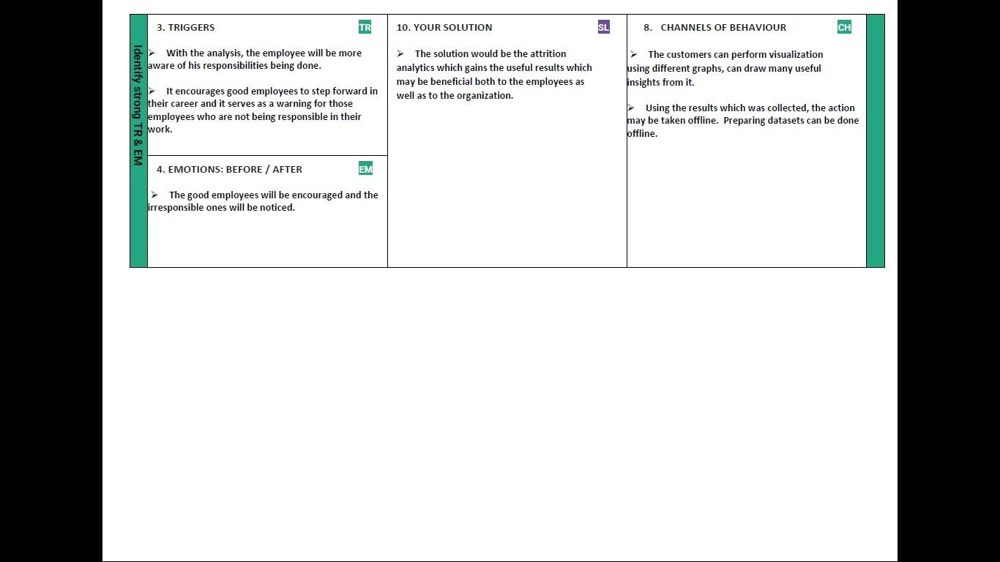 Identify strong TR & EM
3. TRIGGERS TR
➢ With the analysis, the employee will be more
aware of his responsibilities being done.
➢ It encourages good employees to step forward in
their career and it serves as a warning for those
employees who are not being responsible in their
work.
4. EMOTIONS: BEFORE / AFTER EM
➢ The good employees will be encouraged and the
irresponsible ones will be noticed.
10. YOUR SOLUTION SL
➢ The solution would be the attrition
analytics which gains the useful results which
may be beneficial both to the employees as
well as to the organization.
8. CHANNELS OF BEHAVIOUR CH
➢ The customers can perform visualization
using different graphs, can draw many useful
insights from it.
➢ Using the results which was collected, the action
may be taken offline. Preparing datasets can be done
offline.